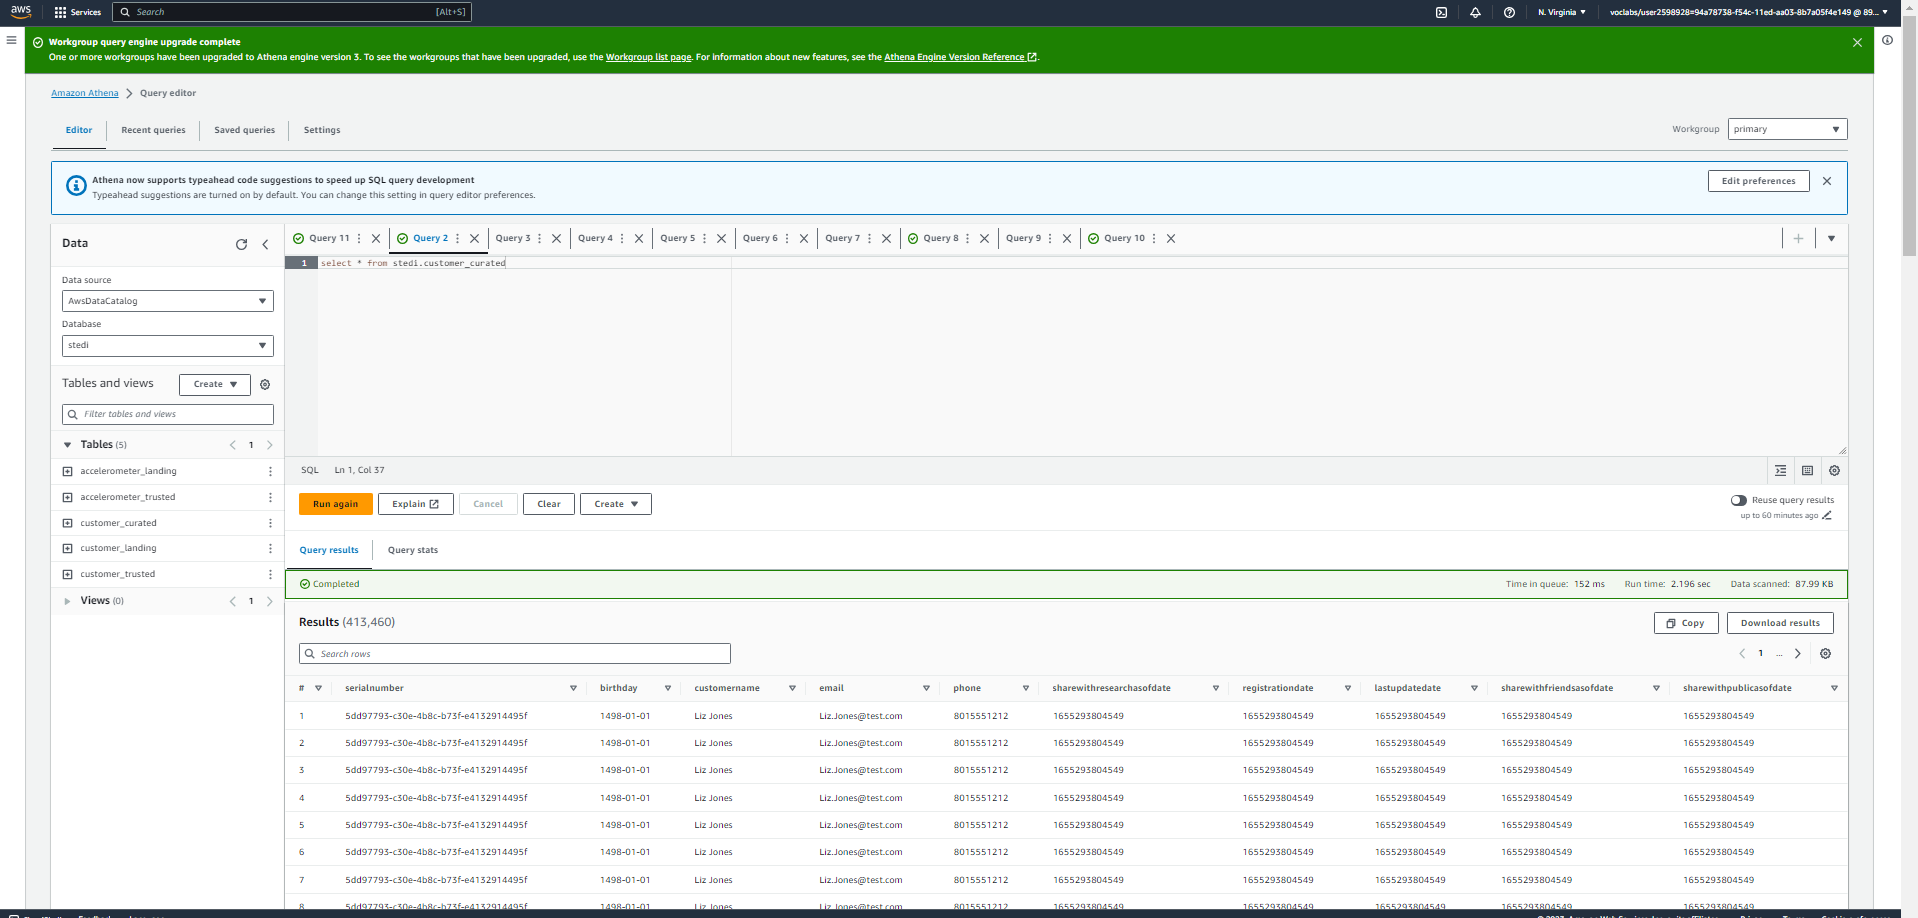 aws Services Search [Alt+S] N. Virginia voclabs/user2598928=94a78738-f54c-11ed-aa03-8b7a05f4e149 @ 89...
Workgroup query engine upgrade complete
One or more workgroups have been upgraded to Athena engine version 3. To see the workgroups that have been upgraded, use the Workgroup list page. For information about new features, see the Athena Engine Version Reference.
Amazon Athena > Query editor
Editor Recent queries Saved queries Settings Workgroup primary
Athena now supports typeahead code suggestions to speed up SQL query development
Typeahead suggestions are turned on by default. You can change this setting in query editor preferences.
Edit preferences
Data
Data source
AwsDataCatalog
Database
stedi
Tables and views Create
Filter tables and views
Tables (5) 1
accelerometer_landing
accelerometer_trusted
customer_curated
customer_landing
customer_trusted
Views (0) 1
Query 11 Query 2 Query 3 Query 4 Query 5 Query 6 Query 7 Query 8 Query 9 Query 10
1 select * from stedi.customer_curated
SQL Ln 1, Col 37
Run again Explain Cancel Clear Create
Reuse query results
up to 60 minutes ago
Query results Query stats
Completed Time in queue: 152 ms Run time: 2.196 sec Data scanned: 87.99 KB
Results (413,460) Copy Download results
Search rows 1 ...
# serialnumber birthday customername email phone sharewithresearchasofdate registrationdate lastupdatedate sharewithfriendsasofdate sharewithpublicasofdate
1 5dd97793-c30e-4b8c-b73f-e4132914495f 1498-01-01 Liz Jones Liz.Jones@test.com 8015551212 1655293804549 1655293804549 1655293804549 1655293804549 1655293804549
2 5dd97793-c30e-4b8c-b73f-e4132914495f 1498-01-01 Liz Jones Liz.Jones@test.com 8015551212 1655293804549 1655293804549 1655293804549 1655293804549 1655293804549
3 5dd97793-c30e-4b8c-b73f-e4132914495f 1498-01-01 Liz Jones Liz.Jones@test.com 8015551212 1655293804549 1655293804549 1655293804549 1655293804549 1655293804549
4 5dd97793-c30e-4b8c-b73f-e4132914495f 1498-01-01 Liz Jones Liz.Jones@test.com 8015551212 1655293804549 1655293804549 1655293804549 1655293804549 1655293804549
5 5dd97793-c30e-4b8c-b73f-e4132914495f 1498-01-01 Liz Jones Liz.Jones@test.com 8015551212 1655293804549 1655293804549 1655293804549 1655293804549 1655293804549
6 5dd97793-c30e-4b8c-b73f-e4132914495f 1498-01-01 Liz Jones Liz.Jones@test.com 8015551212 1655293804549 1655293804549 1655293804549 1655293804549 1655293804549
7 5dd97793-c30e-4b8c-b73f-e4132914495f 1498-01-01 Liz Jones Liz.Jones@test.com 8015551212 1655293804549 1655293804549 1655293804549 1655293804549 1655293804549
8 5dd97793-c30e-4b8c-b73f-e4132914495f 1498-01-01 Liz Jones Liz.Jones@test.com 8015551212 1655293804549 1655293804549 1655293804549 1655293804549 1655293804549